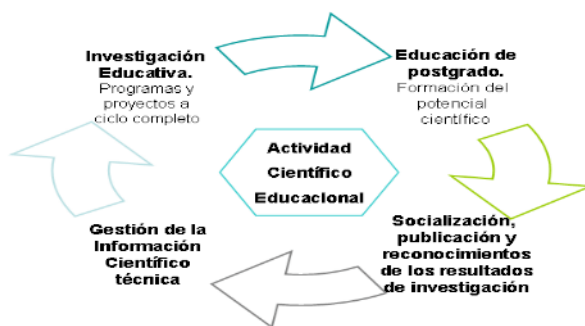 Investigación
Educativa.
Programas y
proyectos a
ciclo completo
Educación de
postgrado.
Formación del
potencial
científico
Actividad
Científico
Educacional
Socialización,
publicación y
reconocimientos
de los resultados
de investigación
Gestión de la
Información
Científico
técnica